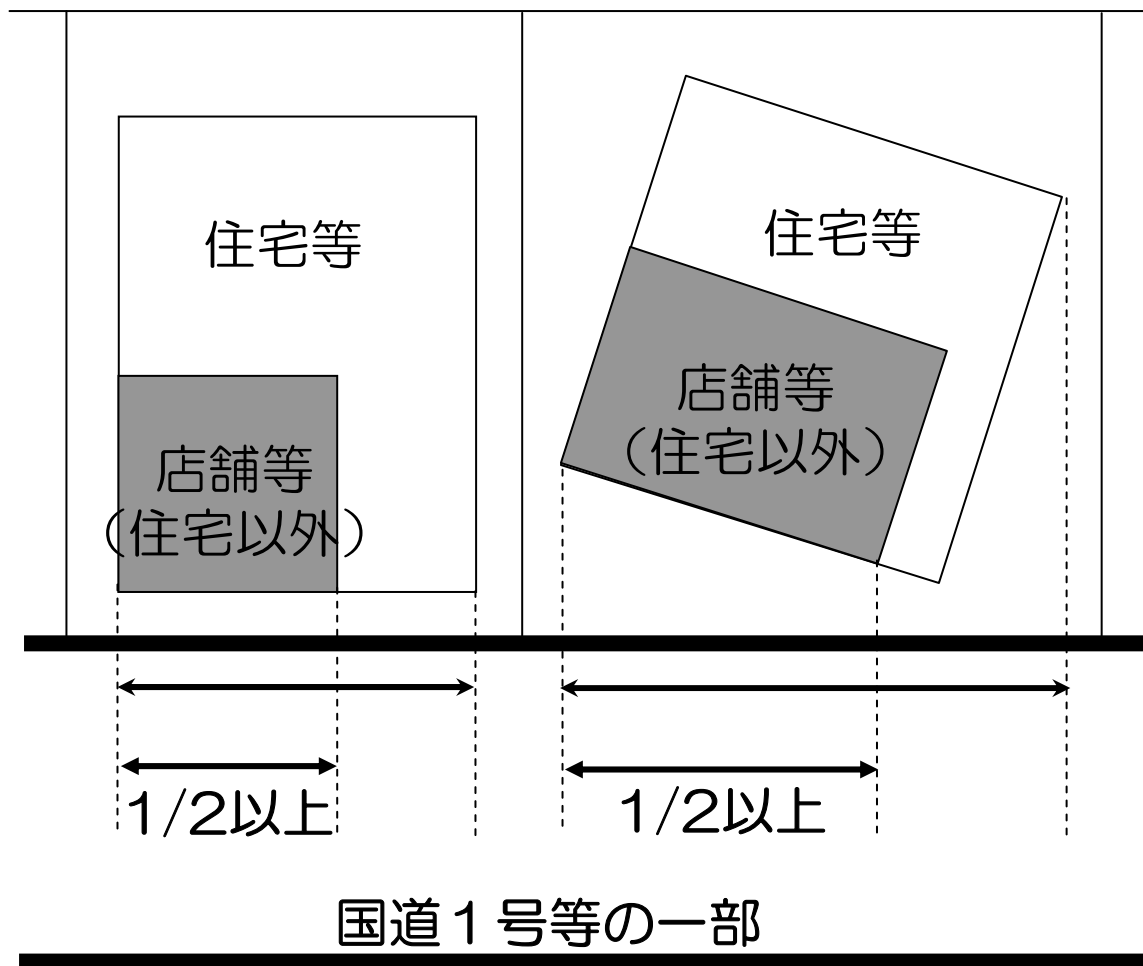 住宅等
店舗等
（住宅以外）
1/2以上
住宅等
店舗等
（住宅以外）
1/2以上
国道１号等の一部